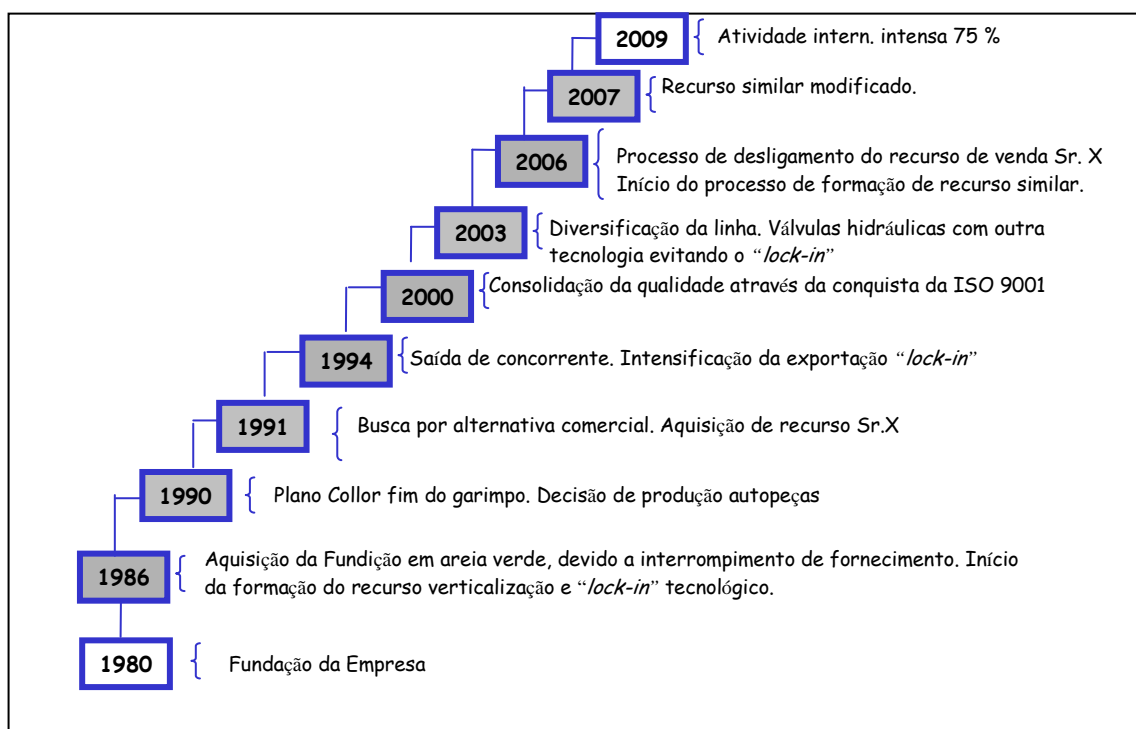 2009
Atividade intern. intensa 75 %
2007
Recurso similar modificado.
2006
Processo de desligamento do recurso de venda Sr. X
Início do processo de formação de recurso similar.
2003
Diversificação da linha. Válvulas hidráulicas com outra
tecnologia evitando o “lock-in”
2000
Consolidação da qualidade através da conquista da ISO 9001
1994
Saída de concorrente. Intensificação da exportação “lock-in”
1991
Busca por alternativa comercial. Aquisição de recurso Sr.X
1990
Plano Collor fim do garimpo. Decisão de produção autopeças
1986
Aquisição da Fundição em areia verde, devido a interrompimento de fornecimento. Início
da formação do recurso verticalização e “lock-in” tecnológico.
1980
Fundação da Empresa